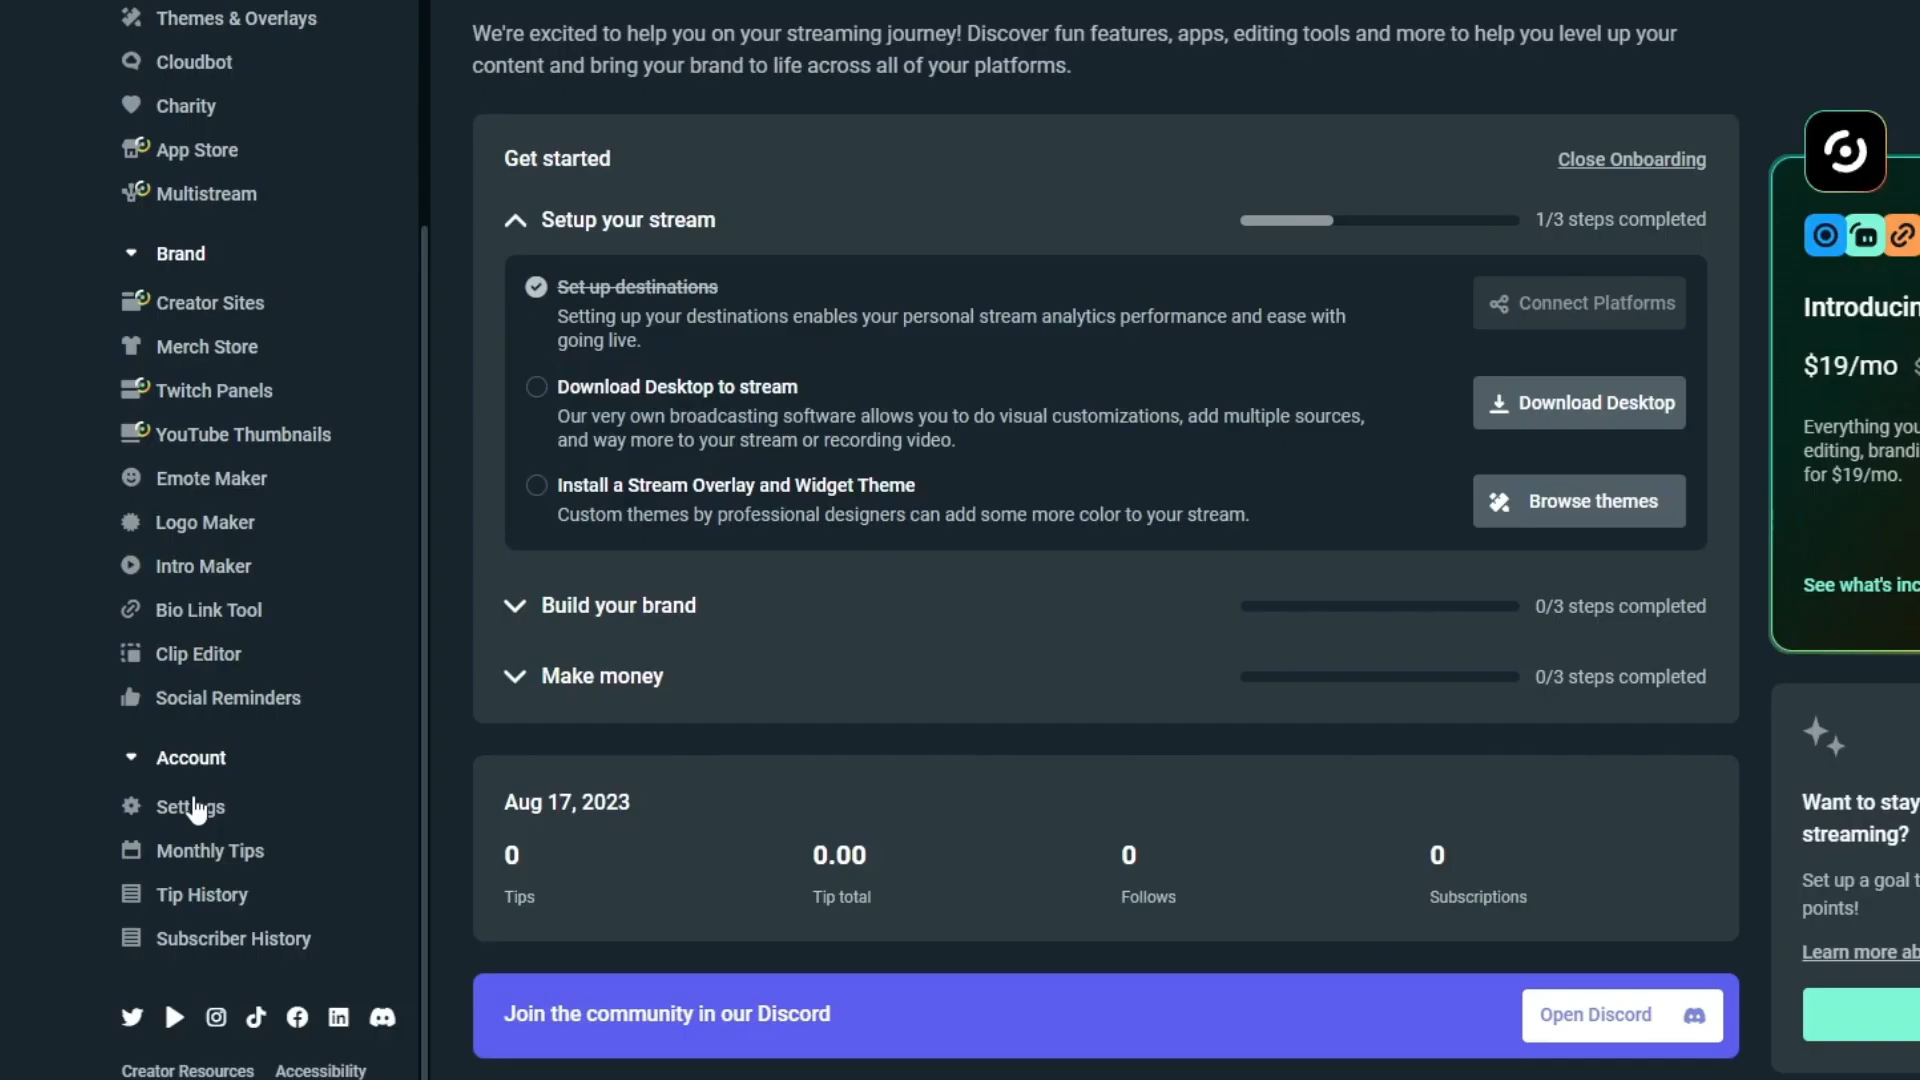 Themes & Overlays
Cloudbot
Charity
App Store
Multistream
Brand
Creator Sites
Merch Store
Twitch Panels
YouTube Thumbnails
Emote Maker
Logo Maker
Intro Maker
Bio Link Tool
Clip Editor
Social Reminders
Account
Settings
Monthly Tips
Tip History
Subscriber History
Creator Resources Accessibility
We're excited to help you on your streaming journey! Discover fun features, apps, editing tools and more to help you level up your
content and bring your brand to life across all of your platforms.
Get started
Close Onboarding
Setup your stream
1/3 steps completed
Set up destinations
Setting up your destinations enables your personal stream analytics performance and ease with
going live.
Connect Platforms
Download Desktop to stream
Our very own broadcasting software allows you to do visual customizations, add multiple sources,
and way more to your stream or recording video.
Download Desktop
Install a Stream Overlay and Widget Theme
Custom themes by professional designers can add some more color to your stream.
Browse themes
Build your brand
0/3 steps completed
Make money
0/3 steps completed
Aug 17, 2023
0 0.00 0 0
Tips Tip total Follows Subscriptions
Join the community in our Discord
Open Discord
Introducin
$19/mo $
Everything you
editing, brandi
for $19/mo.
See what's inc
Want to stay
streaming?
Set up a goal t
points!
Learn more ab